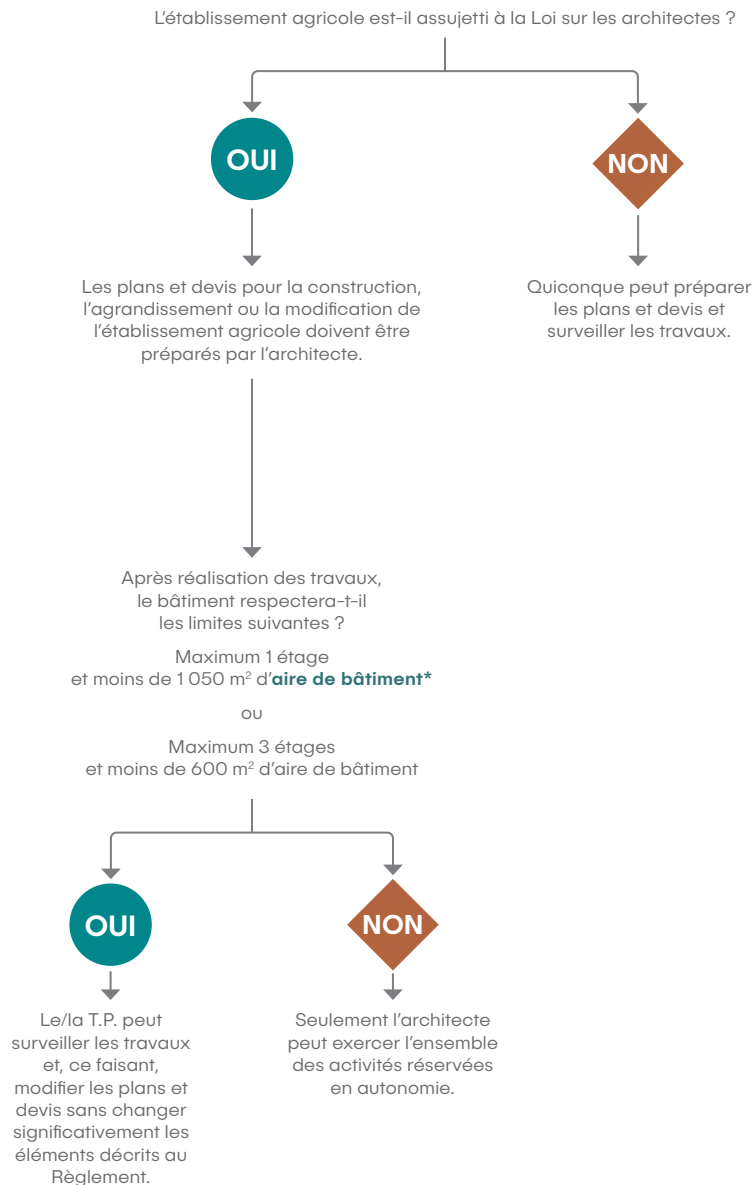 L'établissement agricole est-il assujetti à la Loi sur les architectes ?
OUI
NON
Les plans et devis pour la construction,
l'agrandissement ou la modification de
l'établissement agricole doivent être
préparés par l'architecte.
Quiconque peut préparer
les plans et devis et
surveiller les travaux.
Après réalisation des travaux,
le bâtiment respectera-t-il
les limites suivantes ?
Maximum 1 étage
et moins de 1 050 m² d'aire de bâtiment*
ou
Maximum 3 étages
et moins de 600 m² d'aire de bâtiment
OUI
NON
Le/la T.P. peut
surveiller les travaux
et, ce faisant,
modifier les plans et
devis sans changer
significativement les
éléments décrits au
Règlement.
Seulement l'architecte
peut exercer l'ensemble
des activités réservées
en autonomie.